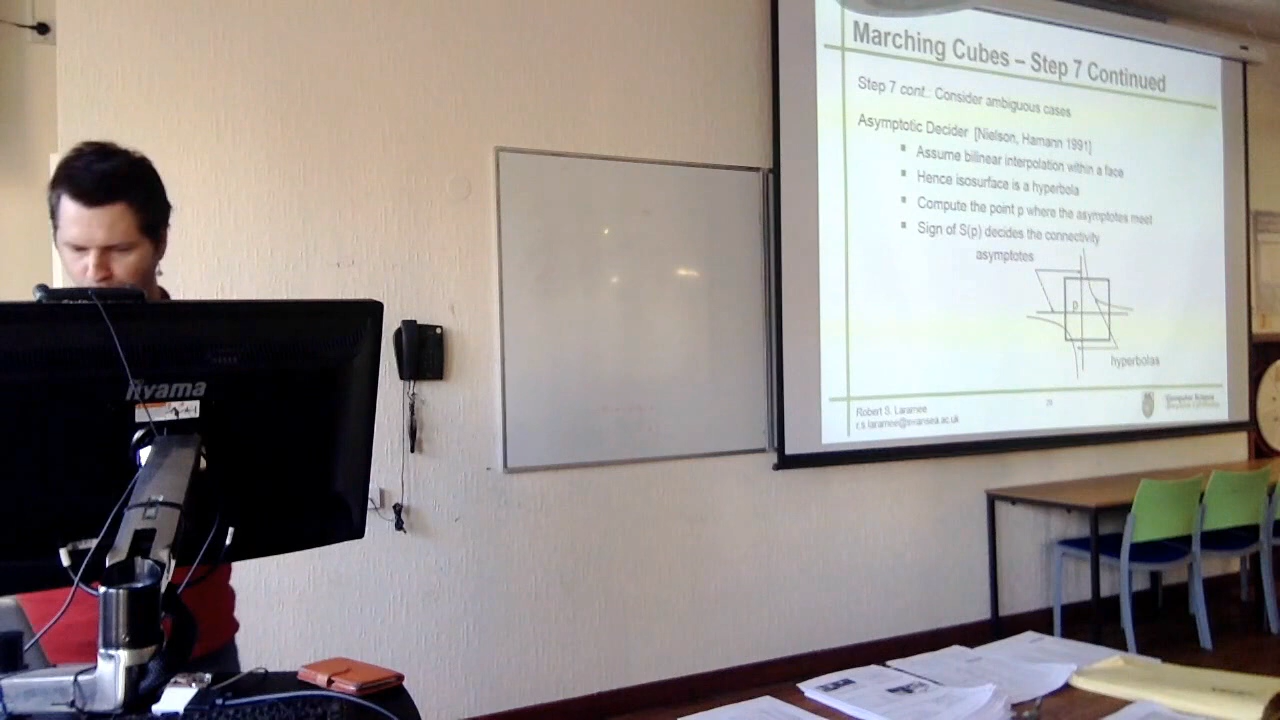 Marching Cubes – Step 7 Continued
Step 7 cont.: Consider ambiguous cases
Asymptotic Decider [Nielson, Hamann 1991]
▪ Assume bilinear interpolation within a face
▪ Hence isosurface is a hyperbola
▪ Compute the point p where the asymptotes meet
▪ Sign of S(p) decides the connectivity
asymptotes
p
hyperbolas
Robert S. Laramee
r.s.laramee@swansea.ac.uk
Computer Science
iiyama